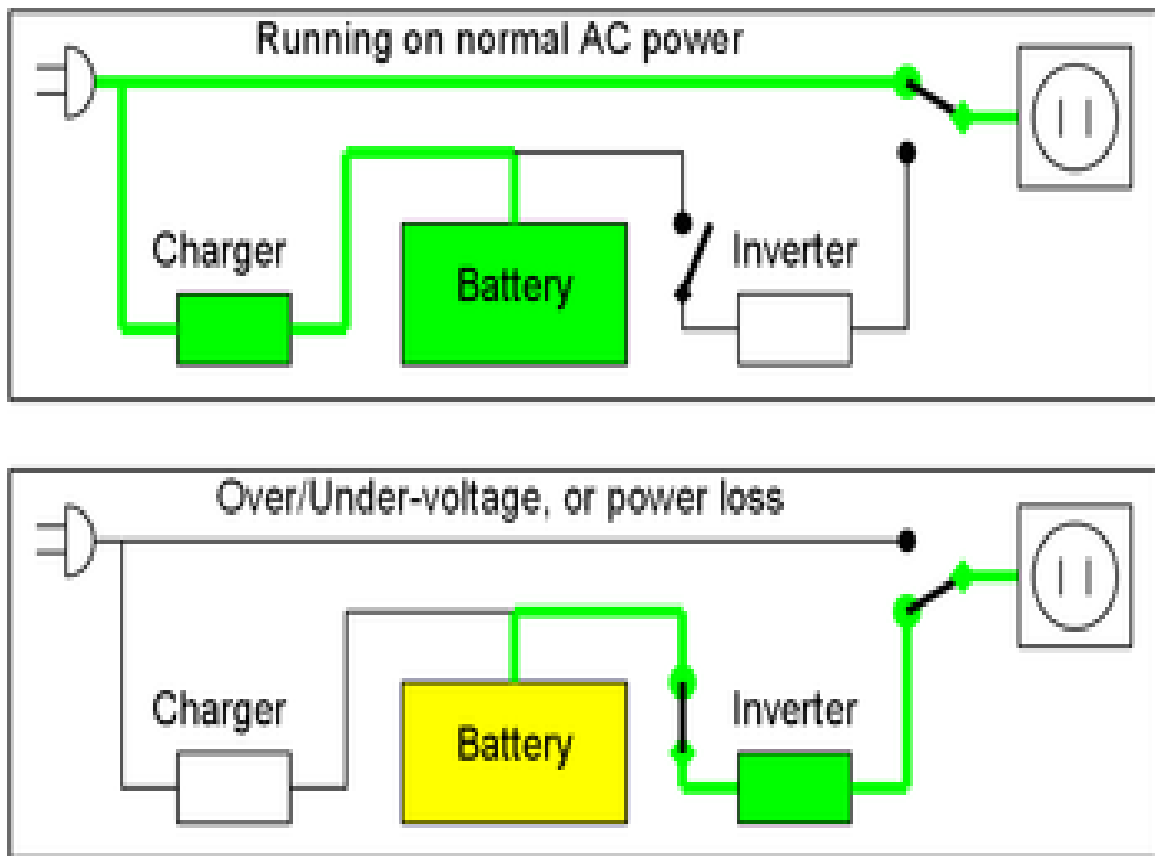 Running on normal AC power
Charger
Battery
Inverter
Over/Under-voltage, or power loss
Charger
Battery
Inverter